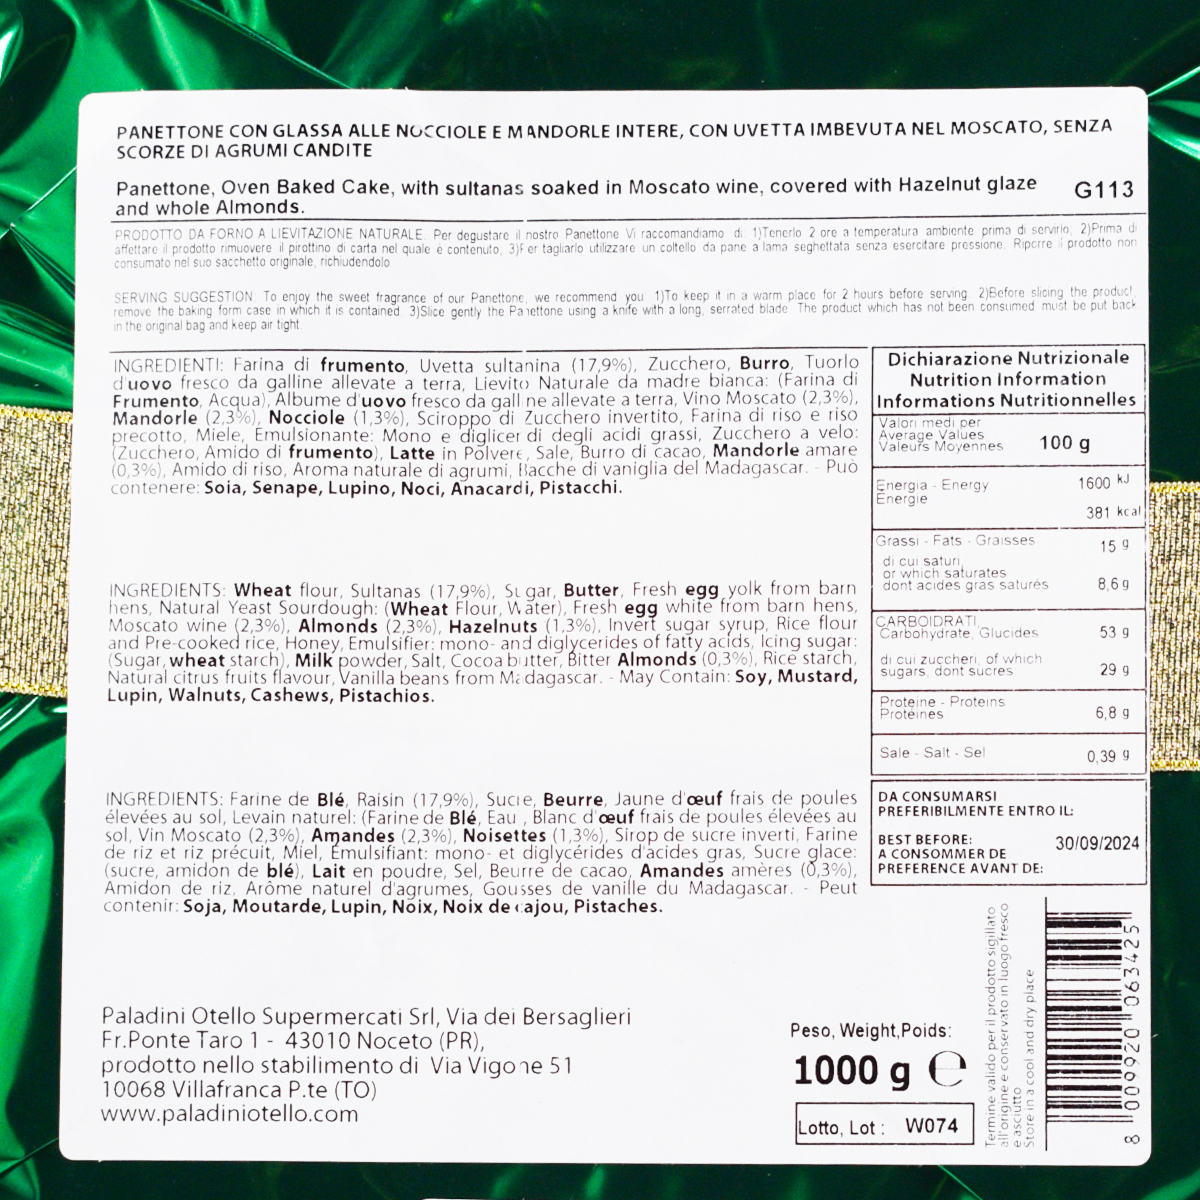 PANETTONE CON GLASSA ALLE NOCCIOLE E MANDORLE INTERE, CON UVETTA IMBEVUTA NEL MOSCATO, SENZA
SCORZE DI AGRUMI CANDITE
Panettone, Oven Baked Cake, with sultanas soaked in Moscato wine, covered with Hazelnut glaze
and whole Almonds.
G113
PRODOTTO DA FORNO A LIEVITAZIONE NATURALE. Per degustare il nostro Panettone Vi raccomandiamo di 1)Tenerlo 2 ore a temperatura ambiente prima di servirlo, 2)Prima di
affettare il prodotto rimuovere il pirottino di carta nel quale è contenuto, 3)Per tagliarlo utilizzare un coltello da pane a lama seghettata senza esercitare pressione. Riporre il prodotto non
consumato nel suo sacchetto originale, richiudendolo
SERVING SUGGESTION: To enjoy the sweet fragrance of our Panettone, we recommend you 1)To keep it in a warm place for 2 hours before serving. 2)Before slicing the product,
remove the baking form case in which it is contained. 3)Slice gently the Panettone using a knife with a long, serrated blade. The product which has not been consumed must be put back
in the original bag and keep air tight.
INGREDIENTI: Farina di frumento, Uvetta sultanina (17,9%), Zucchero, Burro, Tuorlo
d'uovo fresco da galline allevate a terra, Lievito Naturale da madre bianca: (Farina di
Frumento, Acqua), Albume d'uovo fresco da galline allevate a terra, Vino Moscato (2,3%),
Mandorle (2,3%), Nocciole (1,3%), Sciroppo di Zucchero invertito, Farina di riso e riso
precotto, Miele, Emulsionante: Mono e digliceridi degli acidi grassi, Zucchero a velo:
(Zucchero, Amido di frumento), Latte in Polvere, Sale, Burro di cacao, Mandorle amare
(0,3%), Amido di riso, Aroma naturale di agrumi, Bacche di vaniglia del Madagascar. - Può
contenere: Soia, Senape, Lupino, Noci, Anacardi, Pistacchi.
INGREDIENTS: Wheat flour, Sultanas (17,9%), Sugar, Butter, Fresh egg yolk from barn
hens, Natural Yeast Sourdough: (Wheat Flour, Water), Fresh egg white from barn hens,
Moscato wine (2,3%), Almonds (2,3%), Hazelnuts (1,3%), Invert sugar syrup, Rice flour
and Pre-cooked rice, Honey, Emulsifier: mono- and diglycerides of fatty acids, Icing sugar:
(Sugar, wheat starch), Milk powder, Salt, Cocoa butter, Bitter Almonds (0,3%), Rice starch,
Natural citrus fruits flavour, Vanilla beans from Madagascar. - May Contain: Soy, Mustard,
Lupin, Walnuts, Cashews, Pistachios.
INGREDIENTS: Farine de Blé, Raisin (17,9%), Sucre, Beurre, Jaune d'œuf frais de poules
élevées au sol, Levain naturel: (Farine de Blé, Eau , Blanc d'œuf frais de poules élevées au
sol, Vin Moscato (2,3%), Amandes (2,3%), Noisettes (1,3%), Sirop de sucre inverti, Farine
de riz et riz précuit, Miel, Émulsifiant: mono- et diglycérides d'acides gras, Sucre glace:
(sucre, amidon de blé), Lait en poudre, Sel, Beurre de cacao, Amandes amères (0,3%),
Amidon de riz, Arôme naturel d'agrumes, Gousses de vanille du Madagascar. - Peut
contenir: Soja, Moutarde, Lupin, Noix, Noix de cajou, Pistaches.
Dichiarazione Nutrizionale
Nutrition Information
Informations Nutritionnelles
Valori medi per
Average Values
Valeurs Moyennes
100 g
Energia - Energy
Énergie
1600 kJ
381 kcal
Grassi - Fats - Graisses
15 g
di cui saturi,
or which saturates
dont acides gras saturés
8,6 g
CARBOIDRATI,
Carbohydrate, Glucides
53 g
di cui zuccheri, of which
sugars, dont sucres
29 g
Proteine - Proteins
Protéines
6,8 g
Sale - Salt - Sel
0,39 g
DA CONSUMARSI
PREFERIBILMENTE ENTRO IL:
BEST BEFORE:
A CONSOMMER DE
PREFERENCE AVANT DE:
30/09/2024
Paladini Otello Supermercati Srl, Via dei Bersaglieri
Fr.Ponte Taro 1 - 43010 Noceto (PR),
prodotto nello stabilimento di Via Vigone 51
10068 Villafranca P.te (TO)
www.paladiniotello.com
Peso, Weight,Poids:
1000 g ℮
Lotto, Lot : W074
Termine valido per il prodotto sigillato
all'origine e conservato in luogo fresco
e asciutto
Store in a cool and dry place
8 009920 063425